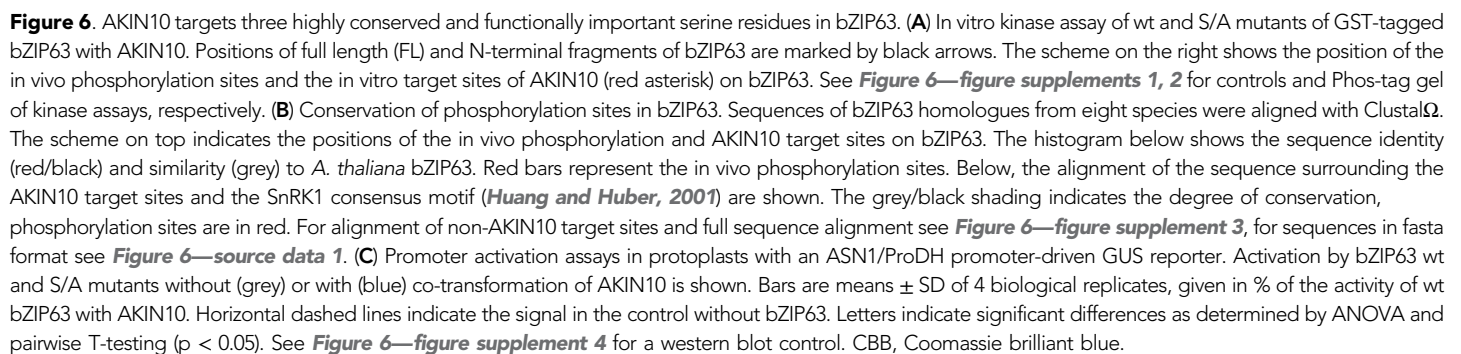 Figure 6. AKIN10 targets three highly conserved and functionally important serine residues in bZIP63. (A) In vitro kinase assay of wt and S/A mutants of GST-tagged
bZIP63 with AKIN10. Positions of full length (FL) and N-terminal fragments of bZIP63 are marked by black arrows. The scheme on the right shows the position of the
in vivo phosphorylation sites and the in vitro target sites of AKIN10 (red asterisk) on bZIP63. See Figure 6—figure supplements 1, 2 for controls and Phos-tag gel
of kinase assays, respectively. (B) Conservation of phosphorylation sites in bZIP63. Sequences of bZIP63 homologues from eight species were aligned with ClustalΩ.
The scheme on top indicates the positions of the in vivo phosphorylation and AKIN10 target sites on bZIP63. The histogram below shows the sequence identity
(red/black) and similarity (grey) to A. thaliana bZIP63. Red bars represent the in vivo phosphorylation sites. Below, the alignment of the sequence surrounding the
AKIN10 target sites and the SnRK1 consensus motif (Huang and Huber, 2001) are shown. The grey/black shading indicates the degree of conservation,
phosphorylation sites are in red. For alignment of non-AKIN10 target sites and full sequence alignment see Figure 6—figure supplement 3, for sequences in fasta
format see Figure 6—source data 1. (C) Promoter activation assays in protoplasts with an ASN1/ProDH promoter-driven GUS reporter. Activation by bZIP63 wt
and S/A mutants without (grey) or with (blue) co-transformation of AKIN10 is shown. Bars are means ± SD of 4 biological replicates, given in % of the activity of wt
bZIP63 with AKIN10. Horizontal dashed lines indicate the signal in the control without bZIP63. Letters indicate significant differences as determined by ANOVA and
pairwise T-testing (p < 0.05). See Figure 6—figure supplement 4 for a western blot control. CBB, Coomassie brilliant blue.